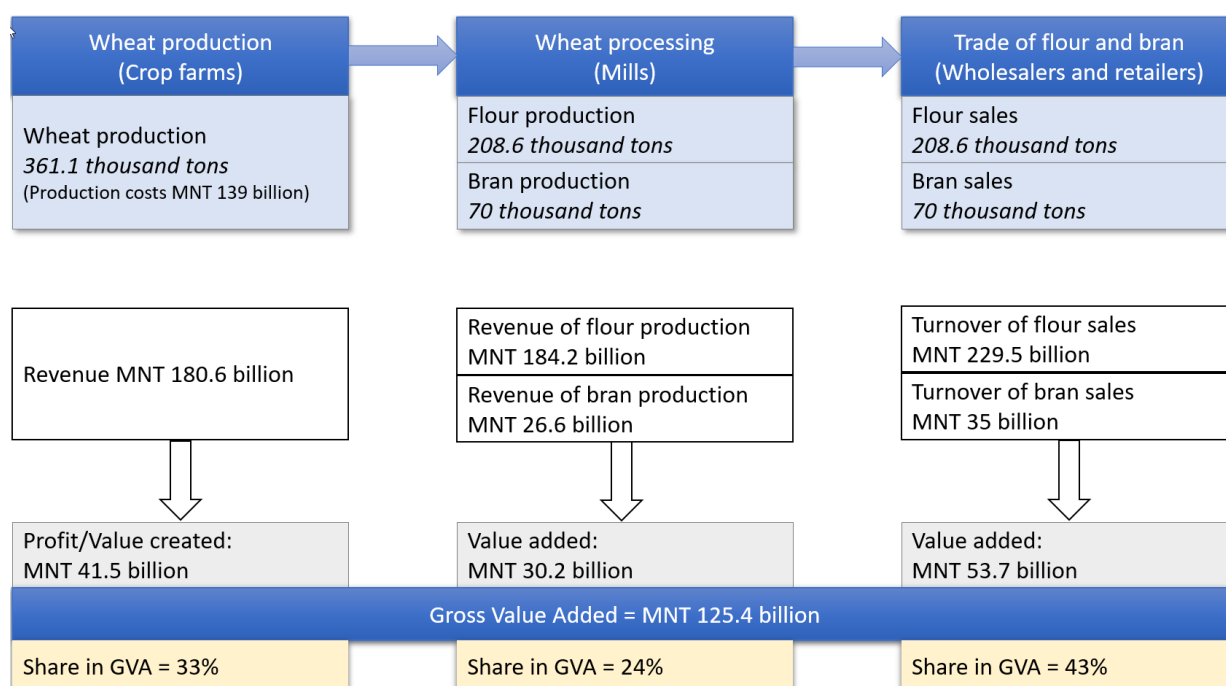 Wheat production
(Crop farms)
Wheat processing
(Mills)
Trade of flour and bran
(Wholesalers and retailers)
Wheat production
361.1 thousand tons
(Production costs MNT 139 billion)
Flour production
208.6 thousand tons
Bran production
70 thousand tons
Flour sales
208.6 thousand tons
Bran sales
70 thousand tons
Revenue MNT 180.6 billion
Revenue of flour production
MNT 184.2 billion
Revenue of bran production
MNT 26.6 billion
Turnover of flour sales
MNT 229.5 billion
Turnover of bran sales
MNT 35 billion
Profit/Value created:
MNT 41.5 billion
Value added:
MNT 30.2 billion
Value added:
MNT 53.7 billion
Gross Value Added = MNT 125.4 billion
Share in GVA = 33%
Share in GVA = 24%
Share in GVA = 43%